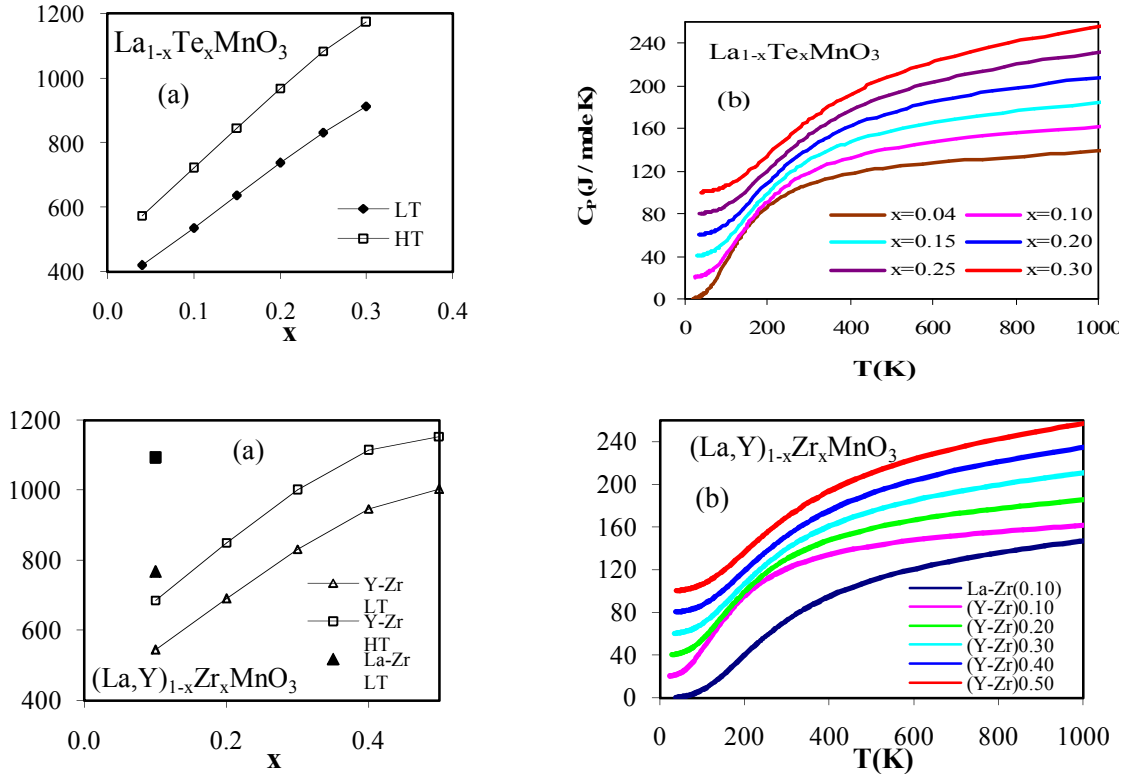 1200
1000
800
600
400
La1-xTexMnO3
(a)
LT
HT
0.0 0.1 0.2 0.3 0.4
x
CP(J / mole K)
240
200
160
120
80
40
0
La1-xTexMnO3
(b)
x=0.04 x=0.10
x=0.15 x=0.20
x=0.25 x=0.30
0 200 400 600 800 1000
T(K)
1200
1000
800
600
400
(a)
Y-Zr
LT
Y-Zr
HT
La-Zr
LT
(La,Y)1-xZrxMnO3
0.0 0.2 0.4
x
240
200
160
120
80
40
0
(La,Y)1-xZrxMnO3
(b)
La-Zr(0.10)
(Y-Zr)0.10
(Y-Zr)0.20
(Y-Zr)0.30
(Y-Zr)0.40
(Y-Zr)0.50
0 200 400 600 800 1000
T(K)